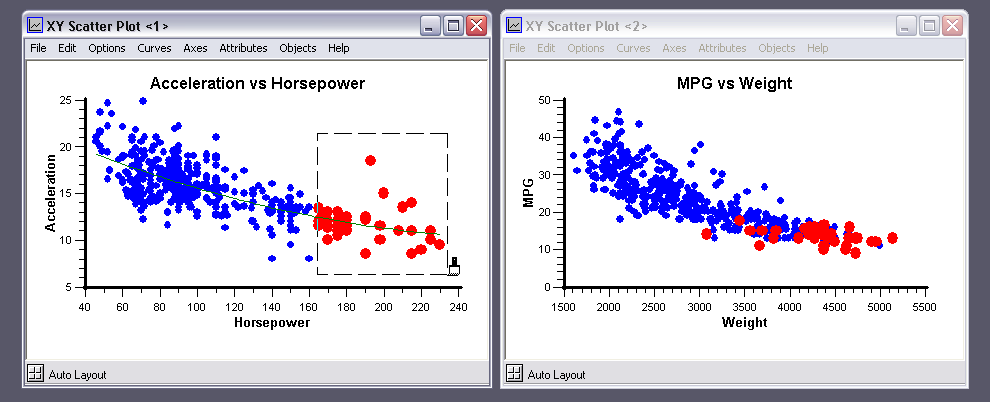 XY Scatter Plot <1>
File Edit Options Curves Axes Attributes Objects Help
Acceleration vs Horsepower
25
20
15
10
5
Acceleration
40 60 80 100 120 140 160 180 200 220 240
Horsepower
Auto Layout
XY Scatter Plot <2>
File Edit Options Curves Axes Attributes Objects Help
MPG vs Weight
50
40
30
20
10
0
MPG
1500 2000 2500 3000 3500 4000 4500 5000 5500
Weight
Auto Layout